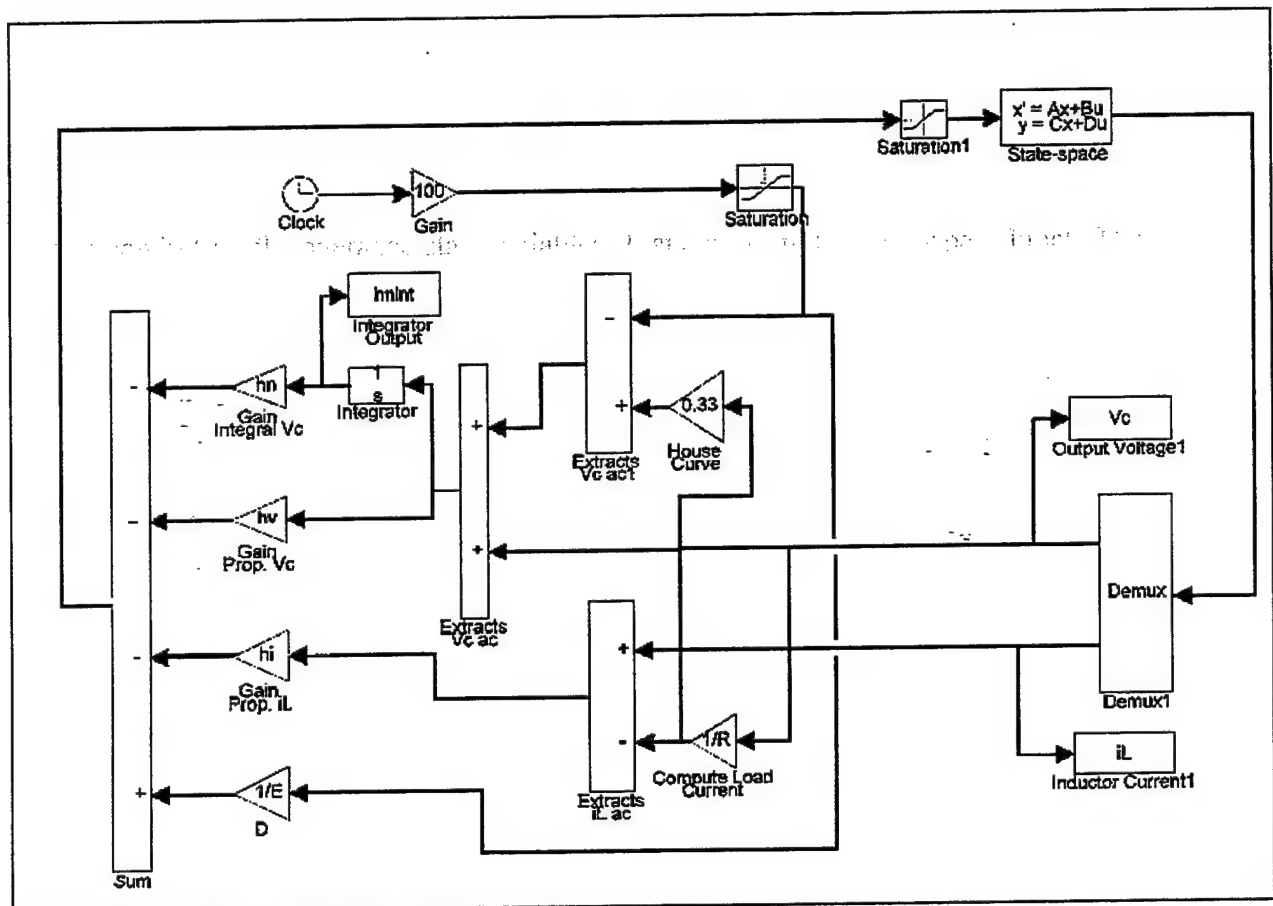 x' = Ax+Bu
y = Cx+Du
State-space
Saturation1
Clock
100
Gain
Saturation
hnint
Integrator
Output
hn
Gain
Integral Vc
1
s
Integrator
-
+
Extracts
Vc ac1
0.33
House
Curve
Vc
Output Voltage1
hv
Gain
Prop. Vc
+
+
Extracts
Vc ac
Demux
Demux1
hi
Gain
Prop. iL
+
-
Extracts
iL ac
1/R
Compute Load
Current
iL
Inductor Current1
1/E
D
-
-
-
+
Sum